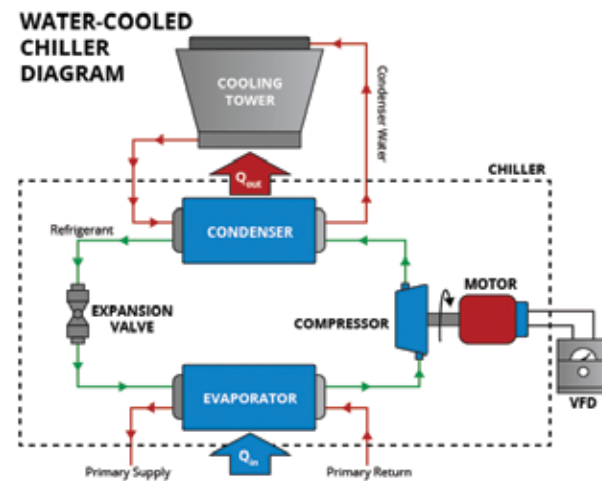 WATER-COOLED
CHILLER
DIAGRAM
COOLING
TOWER
Condenser Water
Qout
CHILLER
Refrigerant
CONDENSER
MOTOR
EXPANSION
VALVE
COMPRESSOR
VFD
EVAPORATOR
Primary Supply
Qin
Primary Return